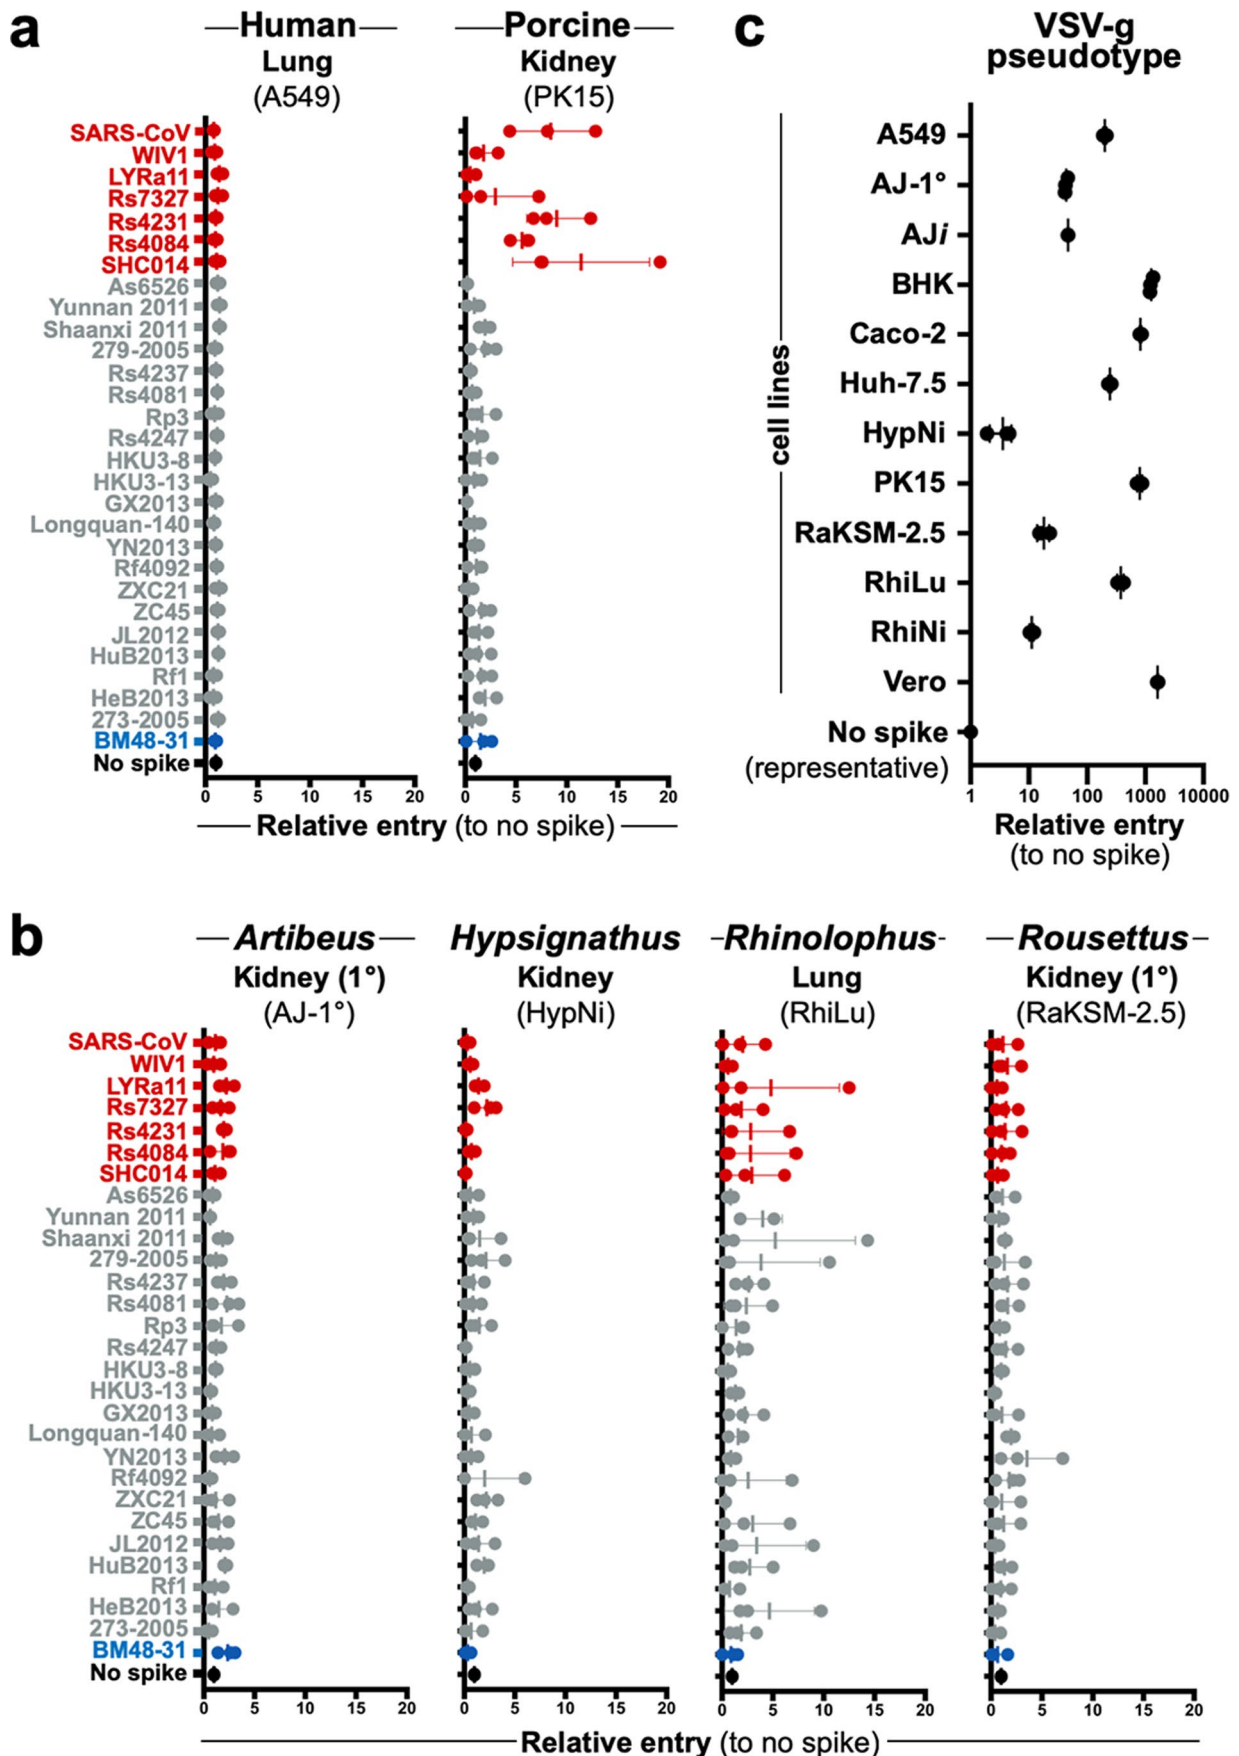 a
Human
Lung
(A549)
Porcine
Kidney
(PK15)
SARS-CoV
WIV1
LYRa11
Rs7327
Rs4231
Rs4084
SHC014
As6526
Yunnan 2011
Shaanxi 2011
279-2005
Rs4237
Rs4081
Rp3
Rs4247
HKU3-8
HKU3-13
GX2013
Longquan-140
YN2013
Rf4092
ZXC21
ZC45
JL2012
HuB2013
Rf1
HeB2013
273-2005
BM48-31
No spike
0 5 10 15 20
0 5 10 15 20
Relative entry (to no spike)
c
VSV-g
pseudotype
cell lines
A549
AJ-1°
AJi
BHK
Caco-2
Huh-7.5
HypNi
PK15
RaKSM-2.5
RhiLu
RhiNi
Vero
No spike
(representative)
1 10 100 1000 10000
Relative entry
(to no spike)
b
Artibeus
Kidney (1°)
(AJ-1°)
Hypsignathus
Kidney
(HypNi)
Rhinolophus
Lung
(RhiLu)
Rousettus
Kidney (1°)
(RaKSM-2.5)
SARS-CoV
WIV1
LYRa11
Rs7327
Rs4231
Rs4084
SHC014
As6526
Yunnan 2011
Shaanxi 2011
279-2005
Rs4237
Rs4081
Rp3
Rs4247
HKU3-8
HKU3-13
GX2013
Longquan-140
YN2013
Rf4092
ZXC21
ZC45
JL2012
HuB2013
Rf1
HeB2013
273-2005
BM48-31
No spike
0 5 10 15 20
0 5 10 15 20
0 5 10 15 20
0 5 10 15 20
Relative entry (to no spike)